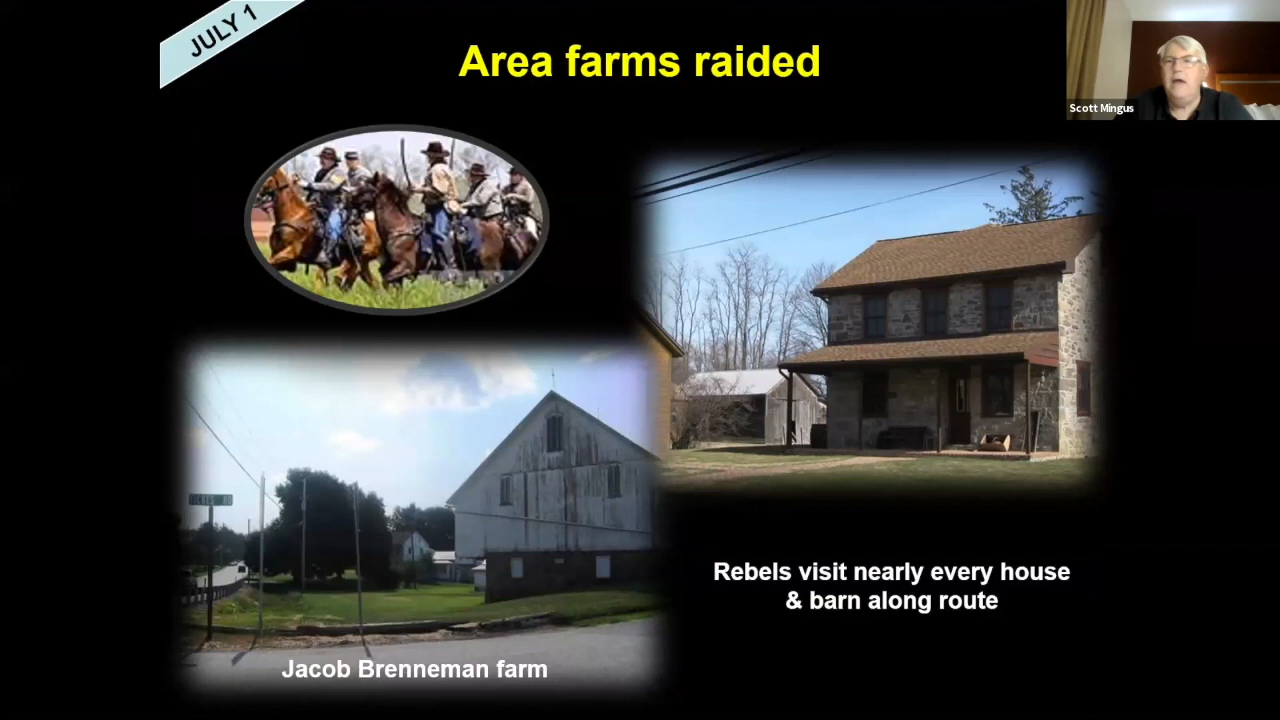 JULY 1
Area farms raided
Scott Mingus
Rebels visit nearly every house
& barn along route
Jacob Brenneman farm